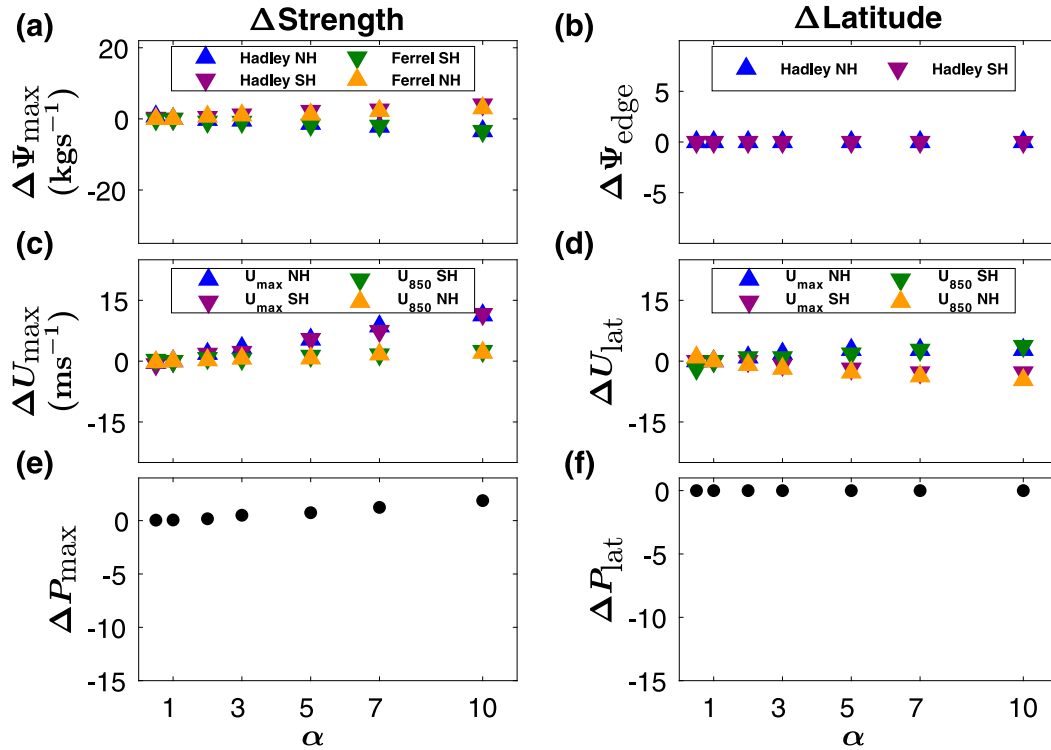 ΔStrength
ΔLatitude
(a)
Hadley NH
Hadley SH
Ferrel SH
Ferrel NH
ΔΨmax
(kgs⁻¹)
20
0
-20
(b)
Hadley NH
Hadley SH
ΔΨedge
5
0
-5
(c)
Umax NH
Umax SH
U850 SH
U850 NH
ΔUmax
(ms⁻¹)
15
0
-15
(d)
Umax NH
Umax SH
U850 SH
U850 NH
ΔUlat
15
0
-15
(e)
ΔPmax
0
-5
-10
-15
1 3 5 7 10
α
(f)
ΔPlat
0
-5
-10
-15
1 3 5 7 10
α